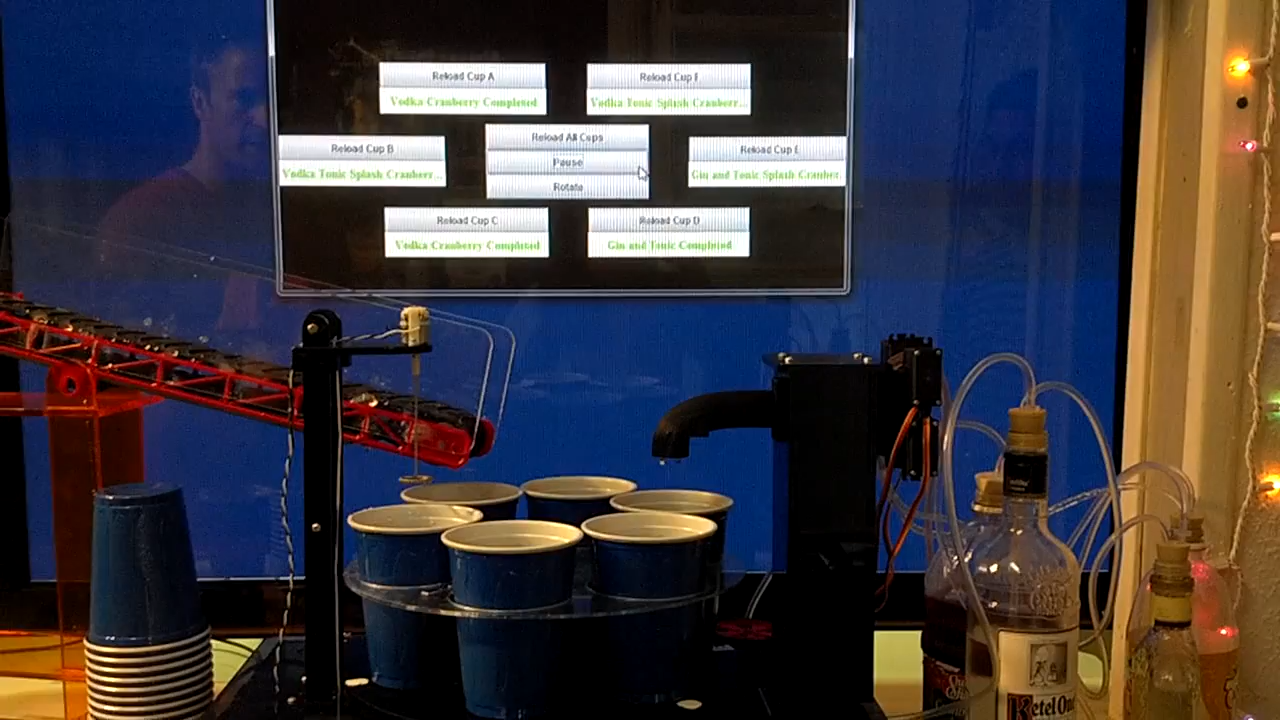 Reload Cup A
Vodka Cranberry Completed
Reload Cup F
Vodka Tonic Splash Cranberr...
Reload Cup B
Vodka Tonic Splash Cranberr...
Reload All Cups
Pause
Rotate
Reload Cup E
Gin and Tonic Splash Cranber.
Reload Cup C
Vodka Cranberry Completed
Reload Cup D
Gin and Tonic Completed
Ketel On